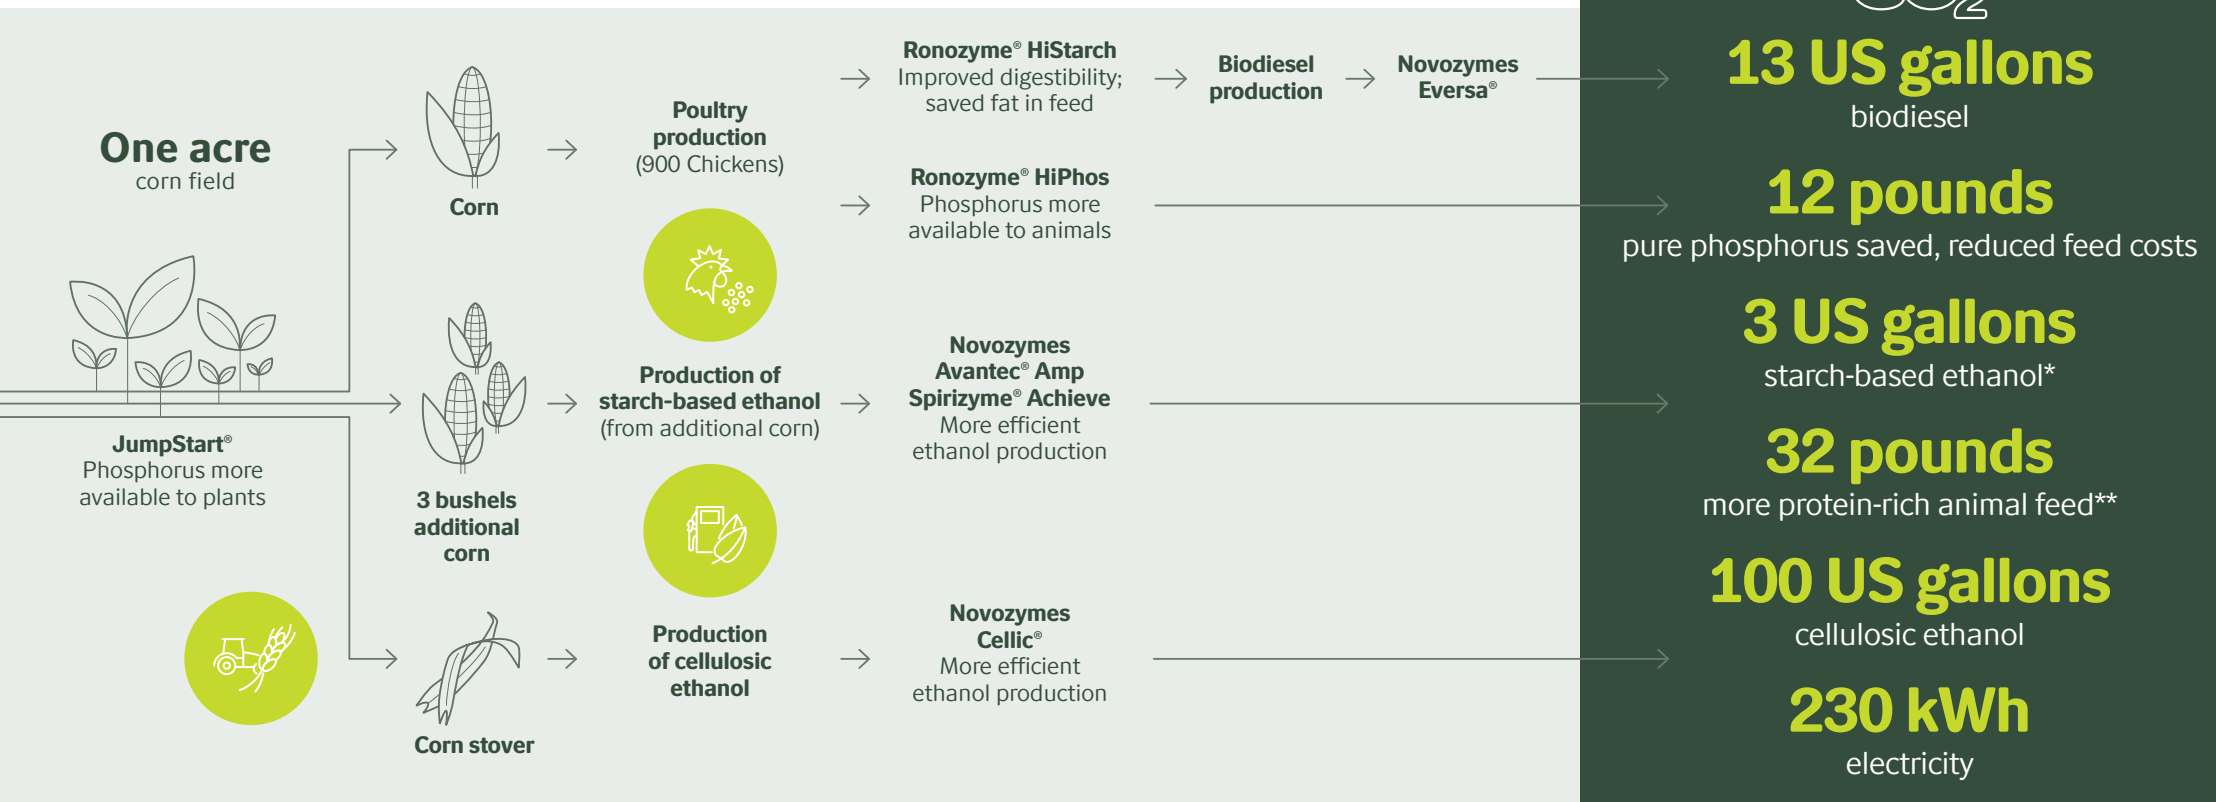 One acre
corn field
JumpStart®
Phosphorus more
available to plants
Corn
3 bushels
additional
corn
Corn stover
Poultry
production
(900 Chickens)
Production of
starch-based ethanol
(from additional corn)
Production
of cellulosic
ethanol
Ronozyme® HiStarch
Improved digestibility;
saved fat in feed
Biodiesel
production
Novozymes
Eversa®
Ronozyme® HiPhos
Phosphorus more
available to animals
Novozymes
Avantec® Amp
Spirizyme® Achieve
More efficient
ethanol production
Novozymes
Cellic®
More efficient
ethanol production
13 US gallons
biodiesel
12 pounds
pure phosphorus saved, reduced feed costs
3 US gallons
starch-based ethanol*
32 pounds
more protein-rich animal feed**
100 US gallons
cellulosic ethanol
230 kWh
electricity